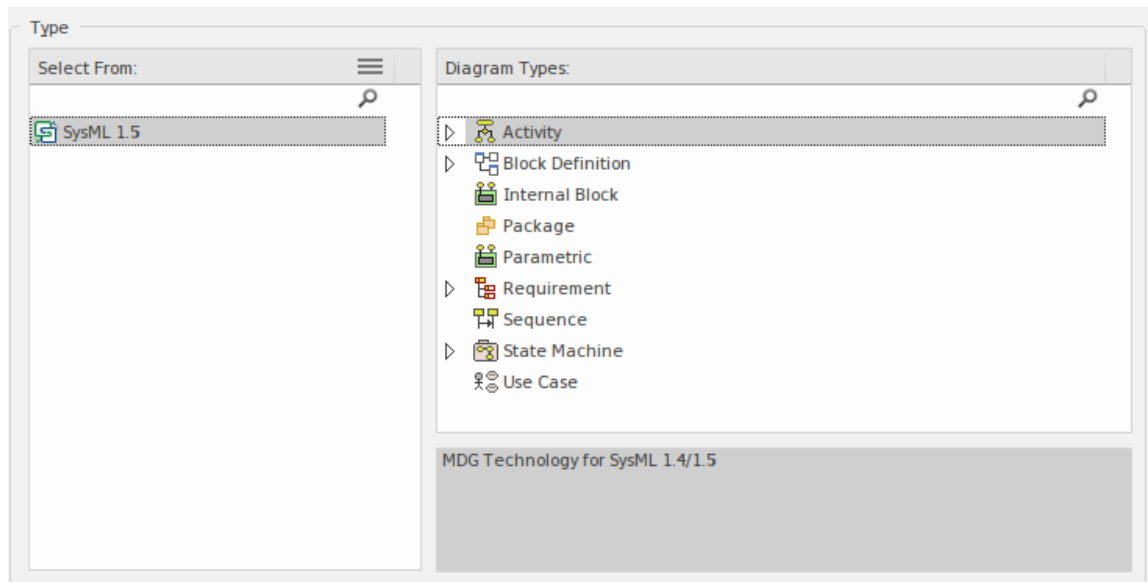 Type
Select From:
SysML 1.5
Diagram Types:
Activity
Block Definition
Internal Block
Package
Parametric
Requirement
Sequence
State Machine
Use Case
MDG Technology for SysML 1.4/1.5